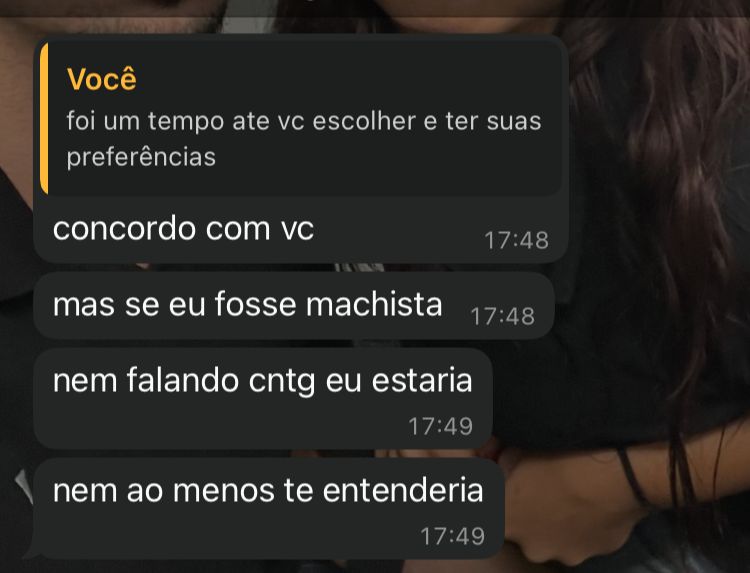 Você
foi um tempo ate vc escolher e ter suas
preferências
concordo com vc
17:48
mas se eu fosse machista
17:48
nem falando cntg eu estaria
17:49
nem ao menos te entenderia
17:49